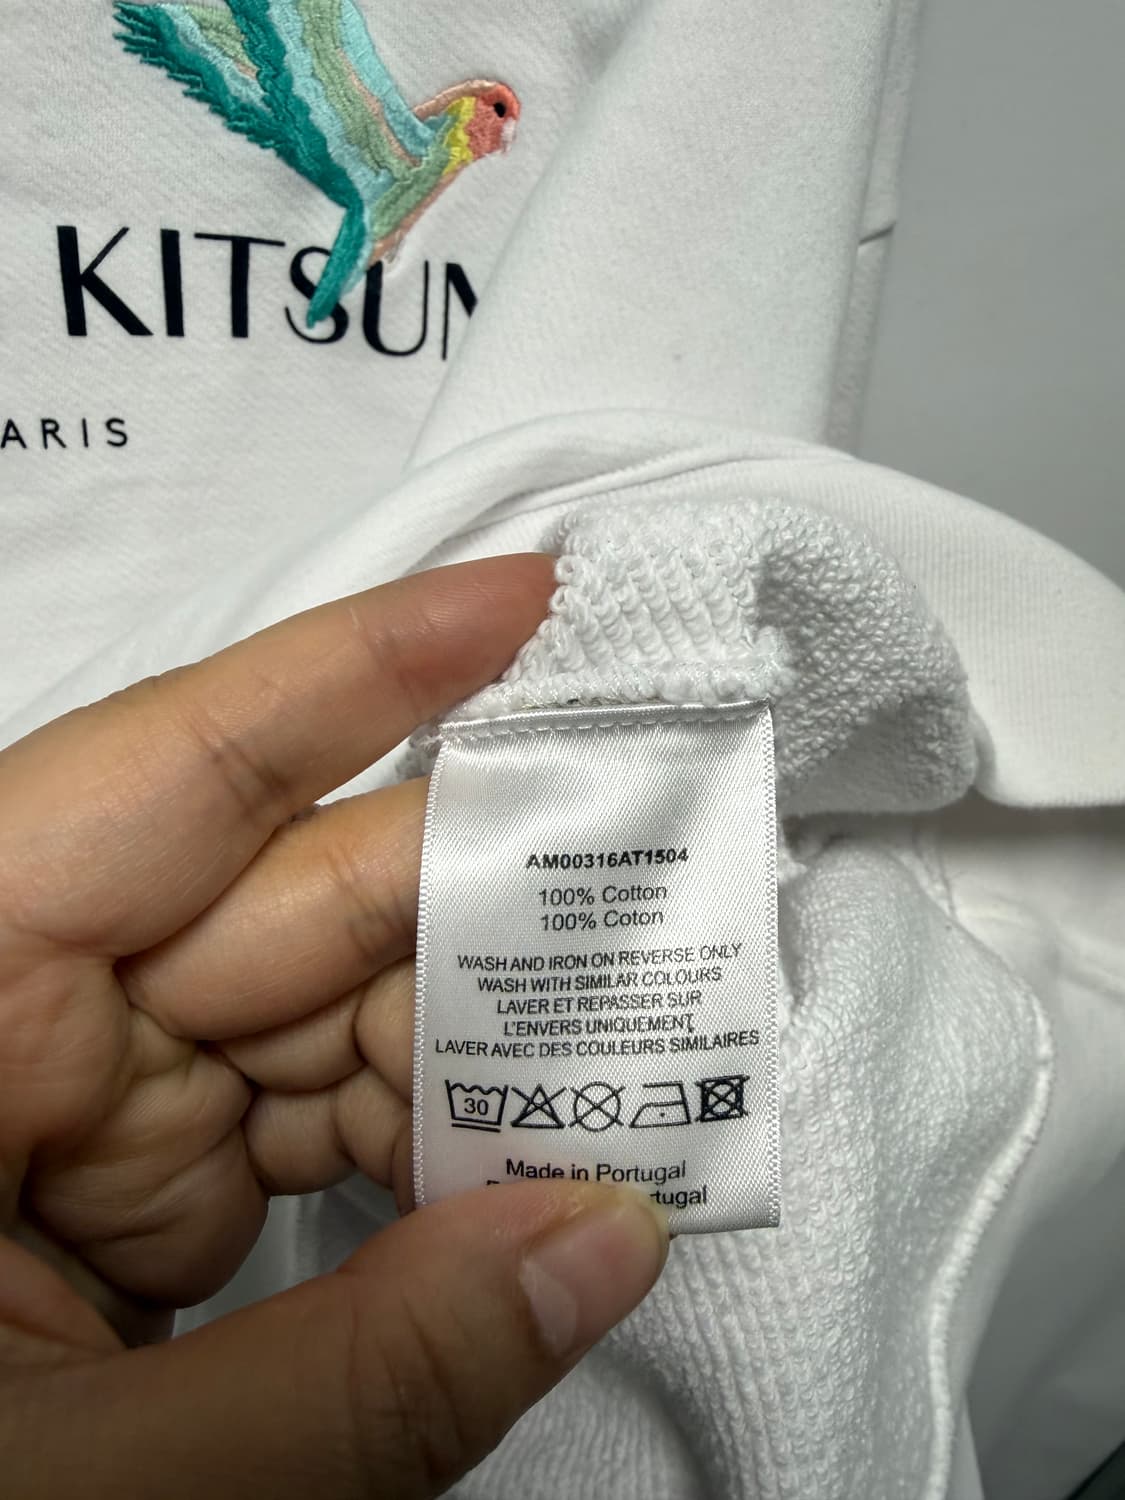 KITSUN
ARIS
AM00316AT1504
100% Cotton
100% Coton
WASH AND IRON ON REVERSE ONLY
WASH WITH SIMILAR COLOURS
LAVER ET REPASSER SUR
L'ENVERS UNIQUEMENT
LAVER AVEC DES COULEURS SIMILAIRES
30
Made in Portugal
rtugal